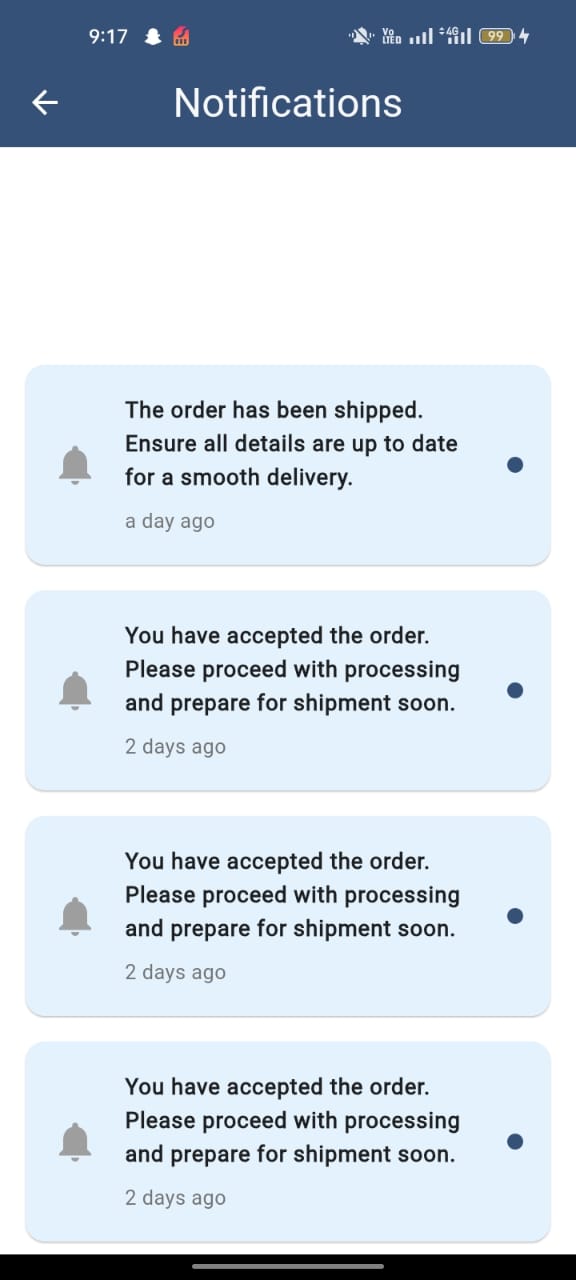 9:17
Vo LTED 4G 99
Notifications
The order has been shipped.
Ensure all details are up to date
for a smooth delivery.
a day ago
You have accepted the order.
Please proceed with processing
and prepare for shipment soon.
2 days ago
You have accepted the order.
Please proceed with processing
and prepare for shipment soon.
2 days ago
You have accepted the order.
Please proceed with processing
and prepare for shipment soon.
2 days ago